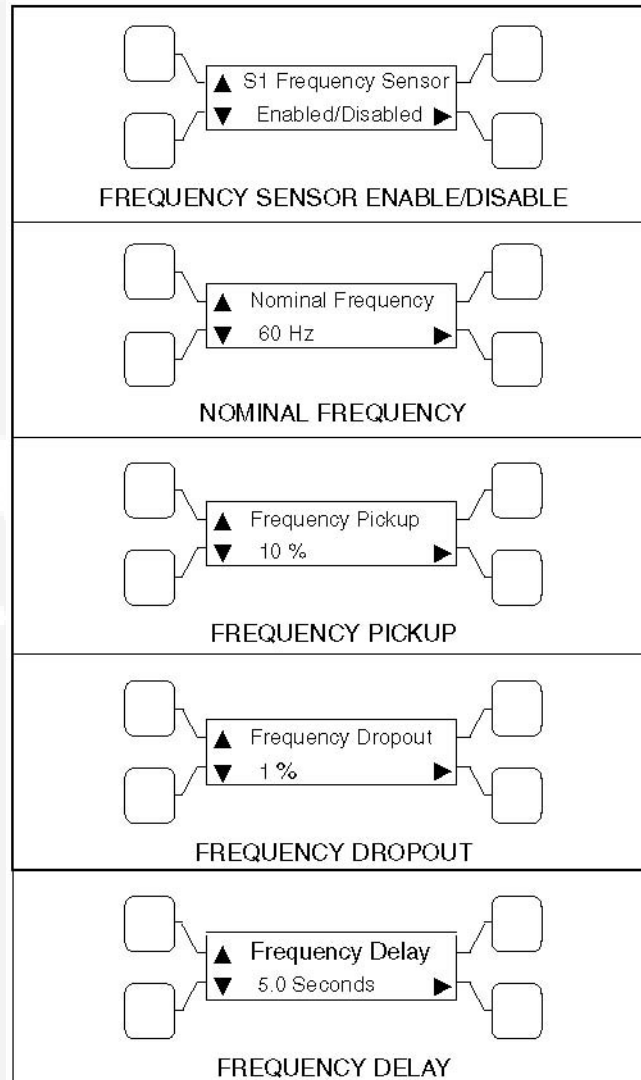 ▲ S1 Frequency Sensor
▼ Enabled/Disabled ▶
FREQUENCY SENSOR ENABLE/DISABLE
▲ Nominal Frequency
▼ 60 Hz ▶
NOMINAL FREQUENCY
▲ Frequency Pickup
▼ 10 % ▶
FREQUENCY PICKUP
▲ Frequency Dropout
▼ 1 % ▶
FREQUENCY DROPOUT
▲ Frequency Delay
▼ 5.0 Seconds ▶
FREQUENCY DELAY